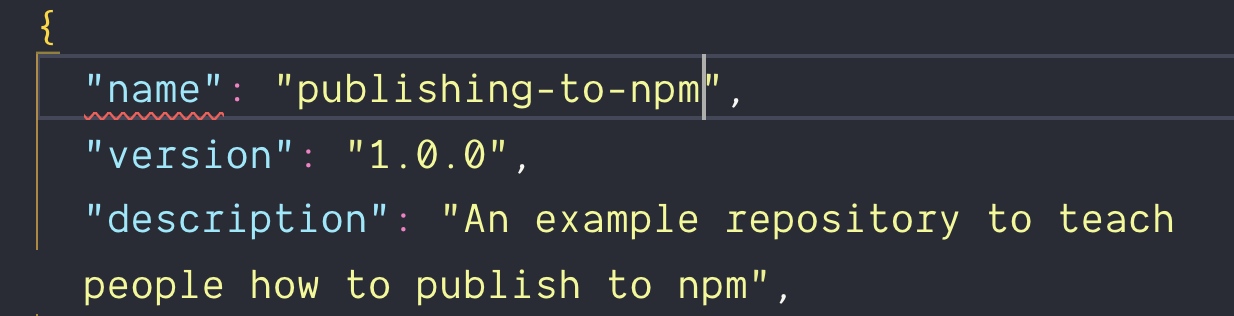 {
"name": "publishing-to-npm",
"version": "1.0.0",
"description": "An example repository to teach
people how to publish to npm",